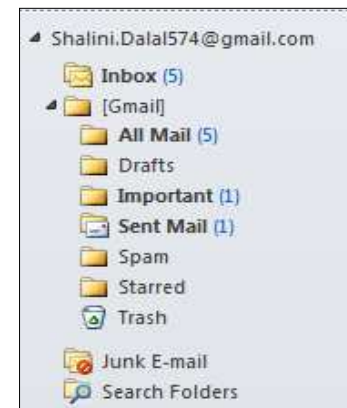 Shalini.Dalal574@gmail.com
Inbox (5)
[Gmail]
All Mail (5)
Drafts
Important (1)
Sent Mail (1)
Spam
Starred
Trash
Junk E-mail
Search Folders